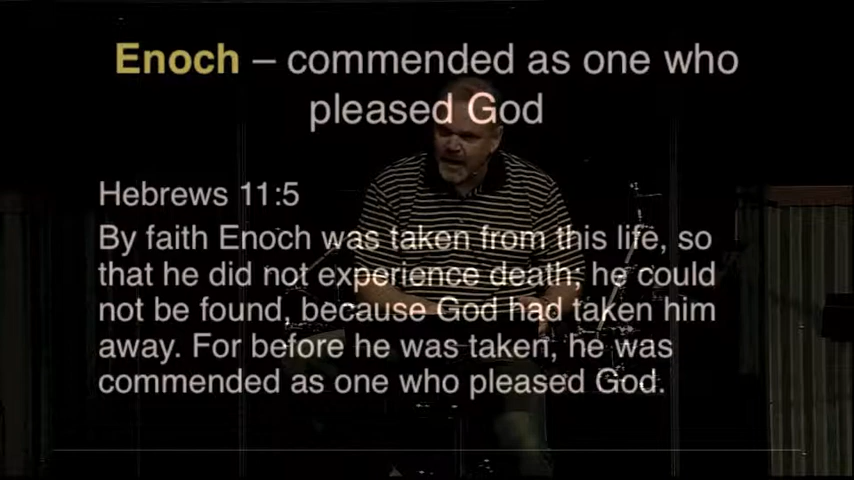 Enoch – commended as one who
pleased God
Hebrews 11:5
By faith Enoch was taken from this life, so
that he did not experience death; he could
not be found, because God had taken him
away. For before he was taken, he was
commended as one who pleased God.